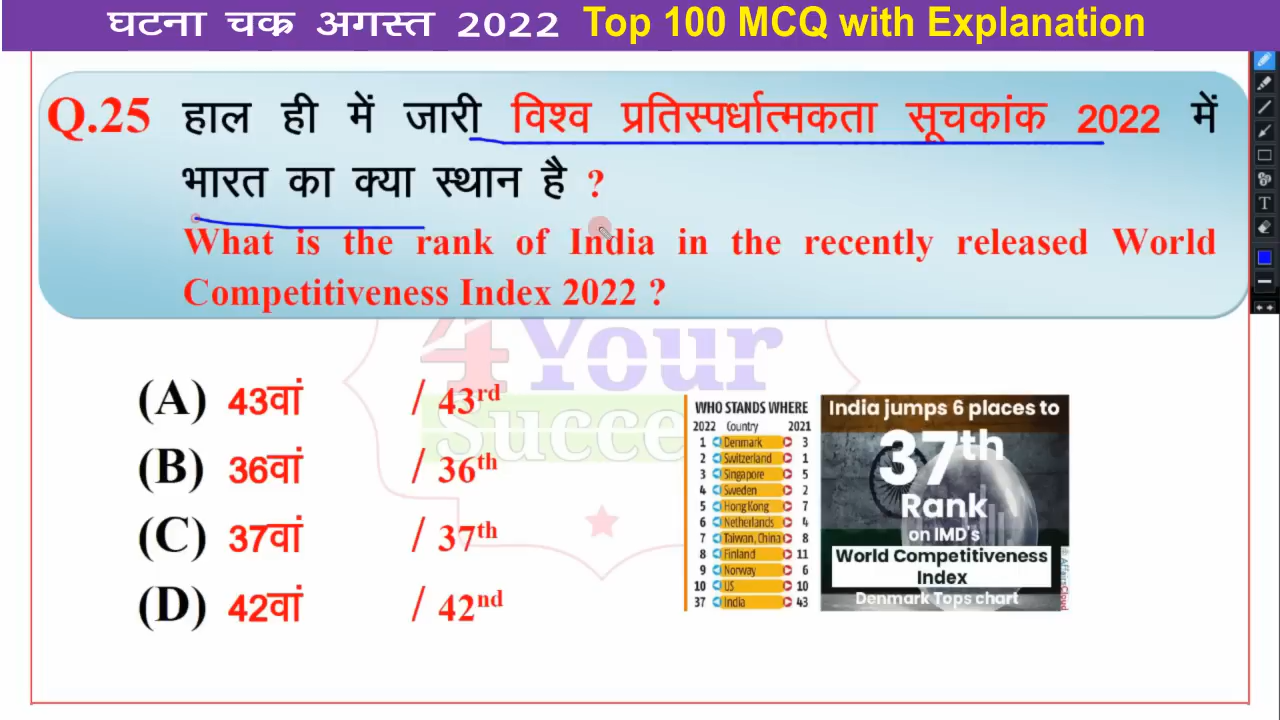 घटना चक्र अगस्त 2022 Top 100 MCQ with Explanation
Q.25 हाल ही में जारी विश्व प्रतिस्पर्धात्मकता सूचकांक 2022 में
भारत का क्या स्थान है ?
What is the rank of India in the recently released World
Competitiveness Index 2022 ?
4Your
Succe
(A) 43वां / 43rd
(B) 36वां / 36th
(C) 37वां / 37th
(D) 42वां / 42nd
WHO STANDS WHERE
2022 Country 2021
1 Denmark 3
2 Switzerland 1
3 Singapore 5
4 Sweden 2
5 Hong Kong 7
6 Netherlands 4
7 Taiwan, China 8
8 Finland 11
9 Norway 6
10 US 10
37 India 43
India jumps 6 places to
37th
Rank
on IMD's
World Competitiveness
Index
Denmark Tops chart
AffairsCloud
T